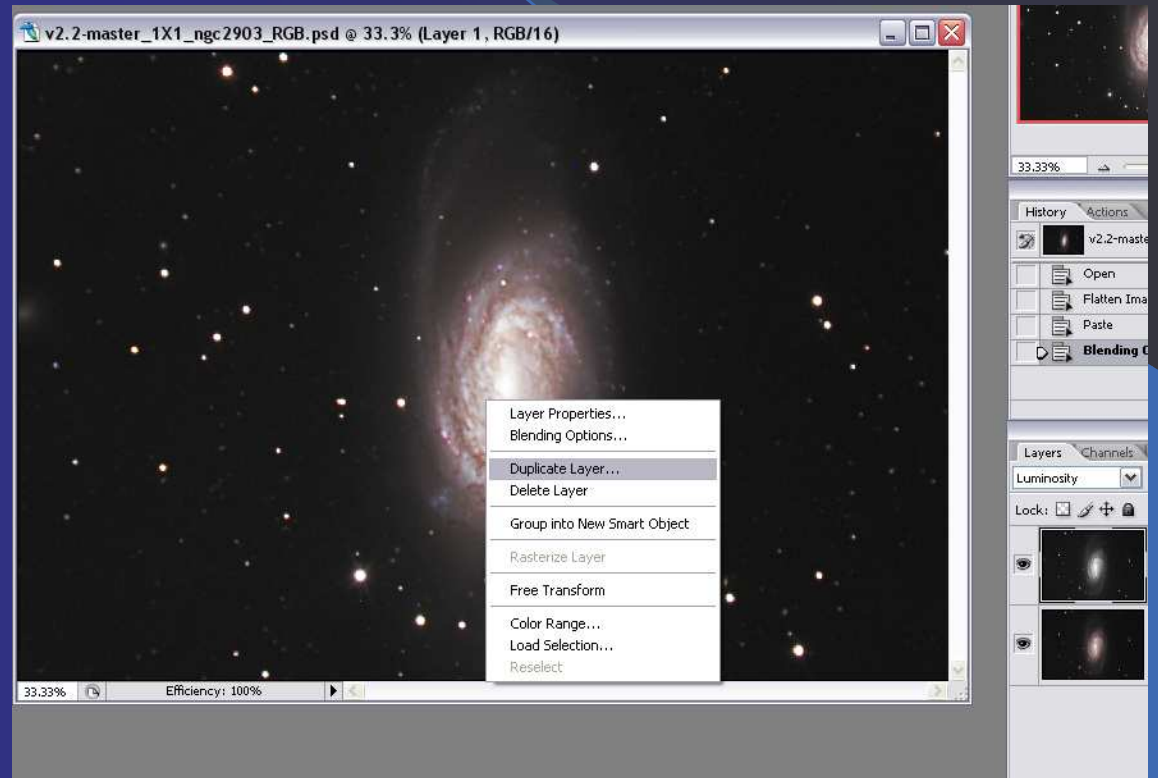 v2.2-master_1X1_ngc2903_RGB.psd @ 33.3% (Layer 1, RGB/16)
Layer Properties...
Blending Options...
Duplicate Layer...
Delete Layer
Group into New Smart Object
Rasterize Layer
Free Transform
Color Range...
Load Selection...
Reselect
33.33% Efficiency: 100%
33.33%
History Actions
v2.2-maste
Open
Flatten Ima
Paste
Blending
Layers Channels
Luminosity
Lock: